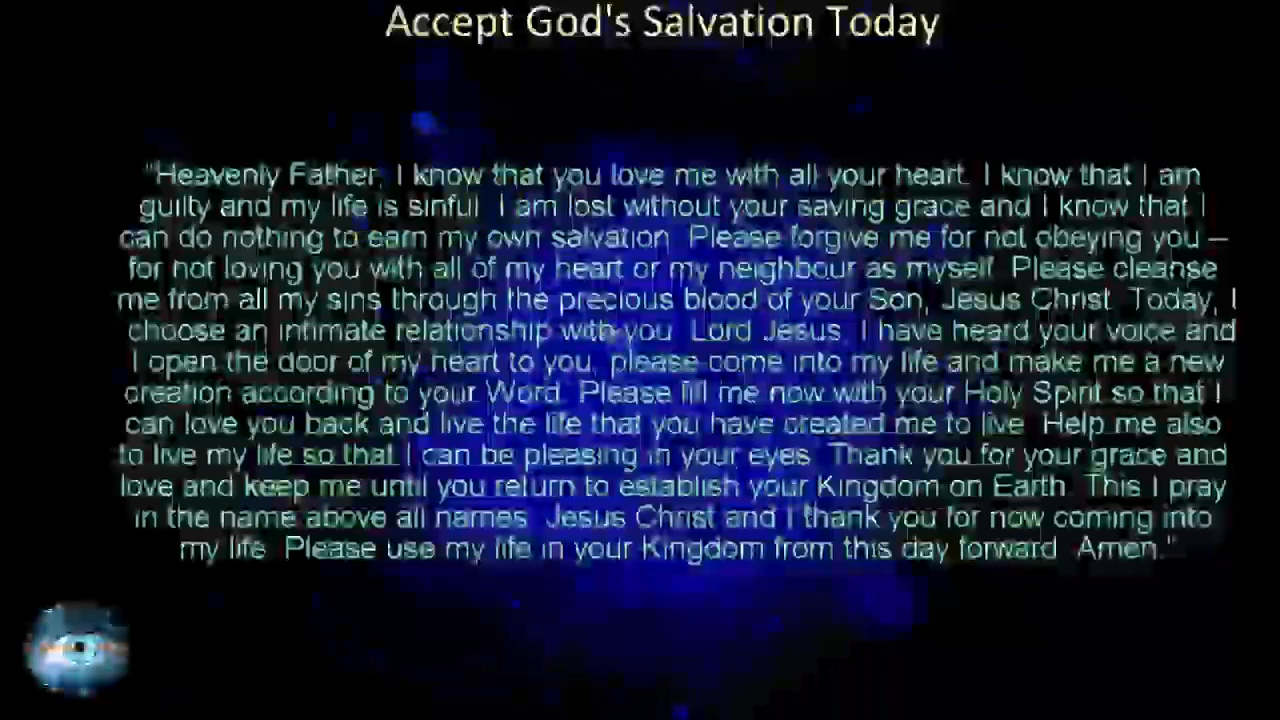 Accept God's Salvation Today
"Heavenly Father, I know that you love me with all your heart. I know that I am
guilty and my life is sinful. I am lost without your saving grace and I know that I
can do nothing to earn my own salvation. Please forgive me for not obeying you –
for not loving you with all of my heart or my neighbour as myself. Please cleanse
me from all my sins through the precious blood of your Son, Jesus Christ. Today, I
choose an intimate relationship with you, Lord Jesus. I have heard your voice and
I open the door of my heart to you, please come into my life and make me a new
creation according to your Word. Please fill me now with your Holy Spirit so that I
can love you back and live the life that you have created me to live. Help me also
to live my life so that I can be pleasing in your eyes. Thank you for your grace and
love and keep me until you return to establish your Kingdom on Earth. This I pray
in the name above all names, Jesus Christ and I thank you for now coming into
my life. Please use my life in your Kingdom from this day forward. Amen."